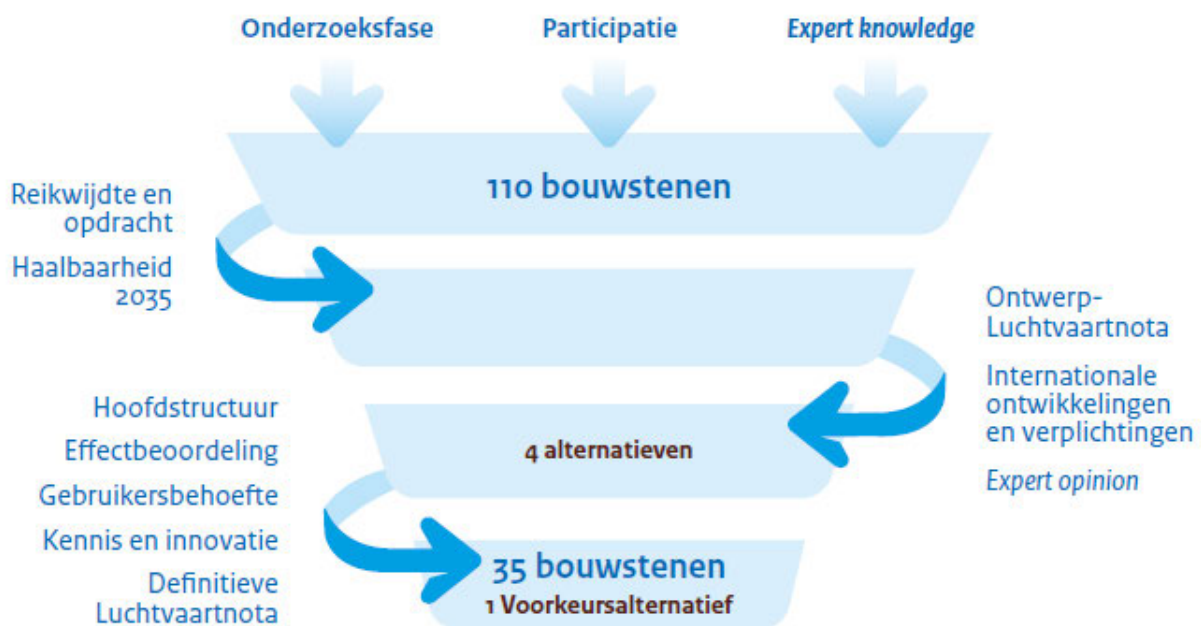 Onderzoeksfase
Participatie
Expert knowledge
110 bouwstenen
Reikwijdte en
opdracht
Haalbaarheid
2035
Ontwerp-
Luchtvaartnota
Internationale
ontwikkelingen
en verplichtingen
Expert opinion
4 alternatieven
Hoofdstructuur
Effectbeoordeling
Gebruikersbehoefte
Kennis en innovatie
Definitieve
Luchtvaartnota
35 bouwstenen
1 Voorkeursalternatief